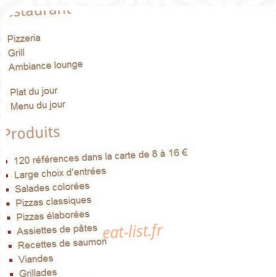 Restaurant
Pizzeria
Grill
Ambiance lounge
Plat du jour
Menu du jour
Produits
120 références dans la carte de 8 à 16 €
Large choix d'entrées
Salades colorées
Pizzas classiques
Pizzas élaborées
Assiettes de pâtes
Recettes de saumon
Viandes
Grillades
eat-list.fr